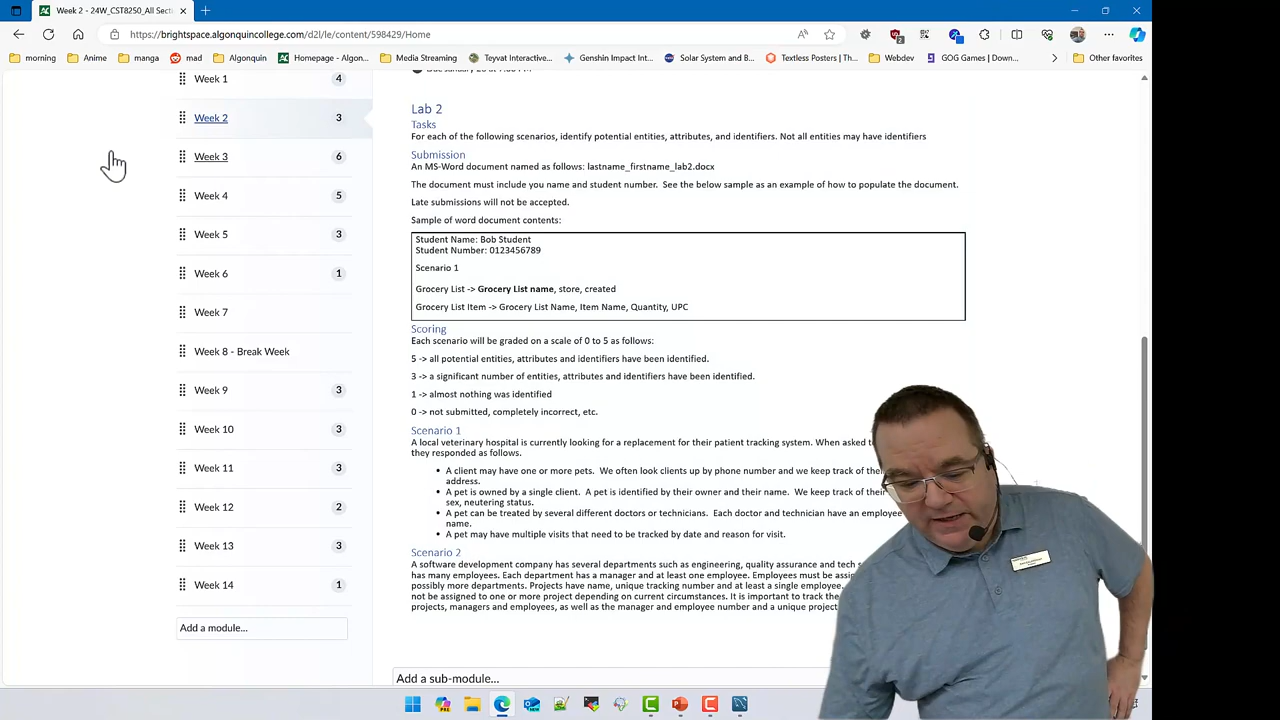 Week 2 - 24W_CST8250_All Sect
https://brightspace.algonquincollege.com/d2l/le/content/598429/Home
morning
Anime
manga
mad
Algonquin
Homepage - Algon...
Media Streaming
Teyvat Interactive...
Genshin Impact Int...
Solar System and B...
Textless Posters | Th...
Webdev
GOG Games | Down...
Other favorites
Week 1 4
Week 2 3
Week 3 6
Week 4 5
Week 5 3
Week 6 1
Week 7
Week 8 - Break Week
Week 9 3
Week 10 3
Week 11 3
Week 12 2
Week 13 3
Week 14 1
Add a module...
Lab 2
Tasks
For each of the following scenarios, identify potential entities, attributes, and identifiers. Not all entities may have identifiers
Submission
An MS-Word document named as follows: lastname_firstname_lab2.docx
The document must include you name and student number. See the below sample as an example of how to populate the document.
Late submissions will not be accepted.
Sample of word document contents:
Student Name: Bob Student
Student Number: 0123456789
Scenario 1
Grocery List -> Grocery List name, store, created
Grocery List Item -> Grocery List Name, Item Name, Quantity, UPC
Scoring
Each scenario will be graded on a scale of 0 to 5 as follows:
5 -> all potential entities, attributes and identifiers have been identified.
3 -> a significant number of entities, attributes and identifiers have been identified.
1 -> almost nothing was identified
0 -> not submitted, completely incorrect, etc.
Scenario 1
A local veterinary hospital is currently looking for a replacement for their patient tracking system. When asked
they responded as follows.
• A client may have one or more pets. We often look clients up by phone number and we keep track of
address.
• A pet is owned by a single client. A pet is identified by their owner and their name. We keep track of their
sex, neutering status.
• A pet can be treated by several different doctors or technicians. Each doctor and technician have an employee
name.
• A pet may have multiple visits that need to be tracked by date and reason for visit.
Scenario 2
A software development company has several departments such as engineering, quality assurance and tech
has many employees. Each department has a manager and at least one employee. Employees must be
possibly more departments. Projects have name, unique tracking number and at least a single employee.
not be assigned to one or more project depending on current circumstances. It is important to track the
projects, managers and employees, as well as the manager and employee number and a unique project
Add a sub-module...